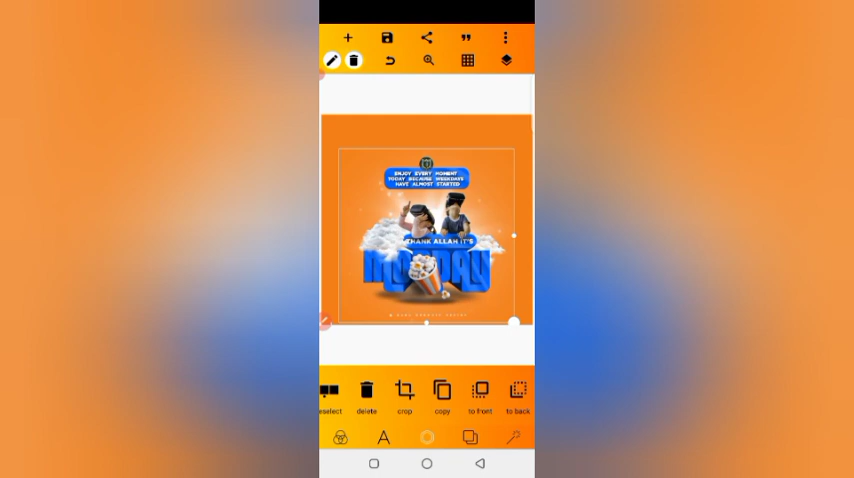 ENJOY EVERY MOMENT
TODAY BECAUSE WEEKDAYS
HAVE ALMOST STARTED
THANK ALLAH IT'S
eselect
delete
crop
copy
to front
to back